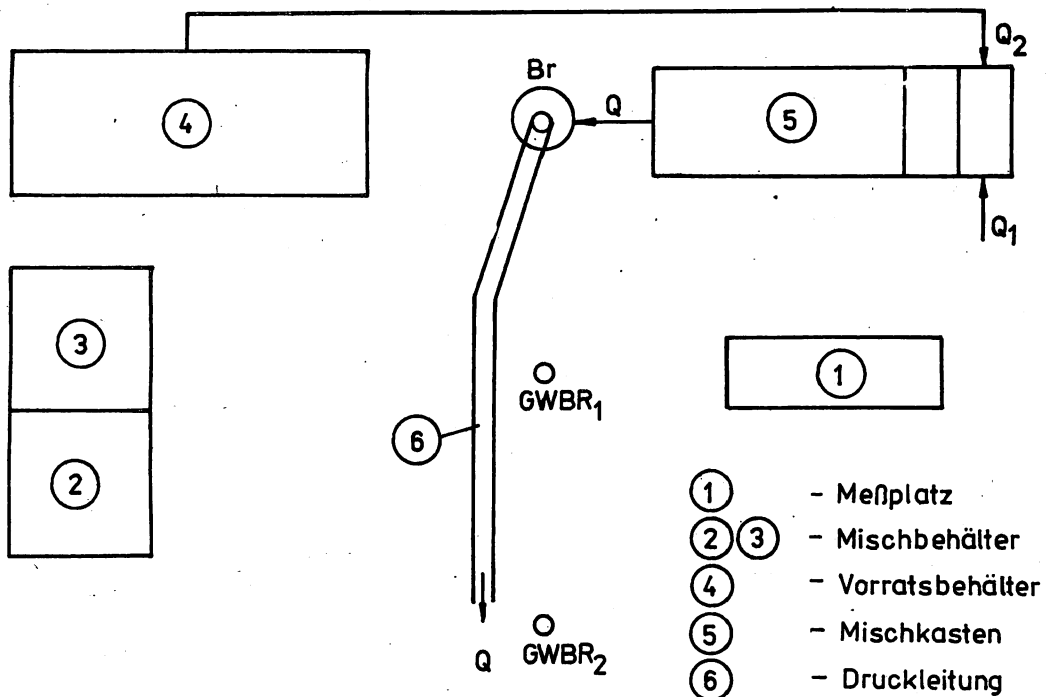 Q₂
Br
4
Q
5
Q₁
3
1
GWBR₁
6
2
1 - Meßplatz
2 3 - Mischbehälter
4 - Vorratsbehälter
5 - Mischkasten
6 - Druckleitung
Q
GWBR₂